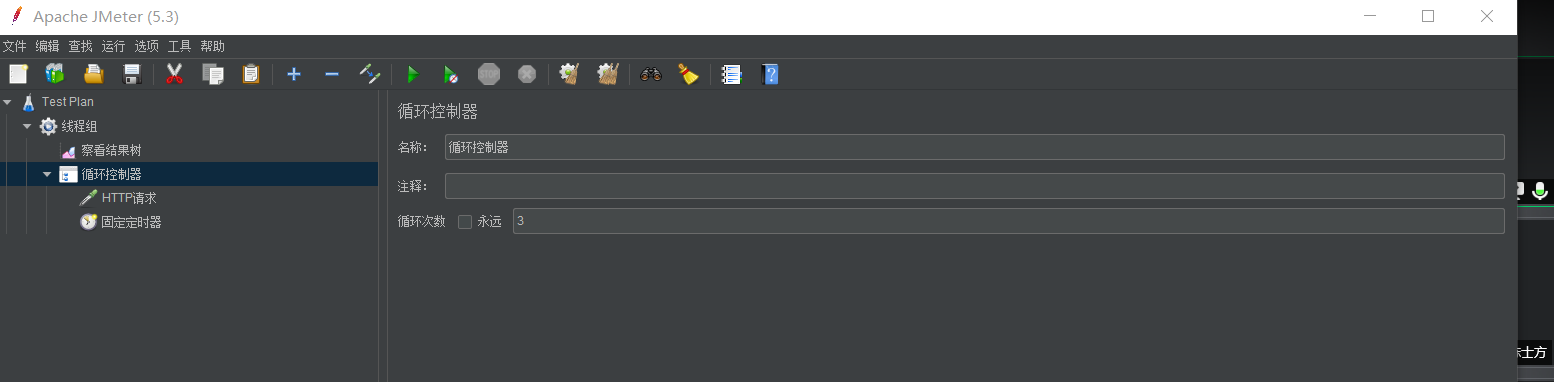 Apache JMeter (5.3)
文件 编辑 查找 运行 选项 工具 帮助
STOP
Test Plan
线程组
察看结果树
循环控制器
HTTP请求
固定定时器
循环控制器
名称： 循环控制器
注释：
循环次数 永远 3
士方